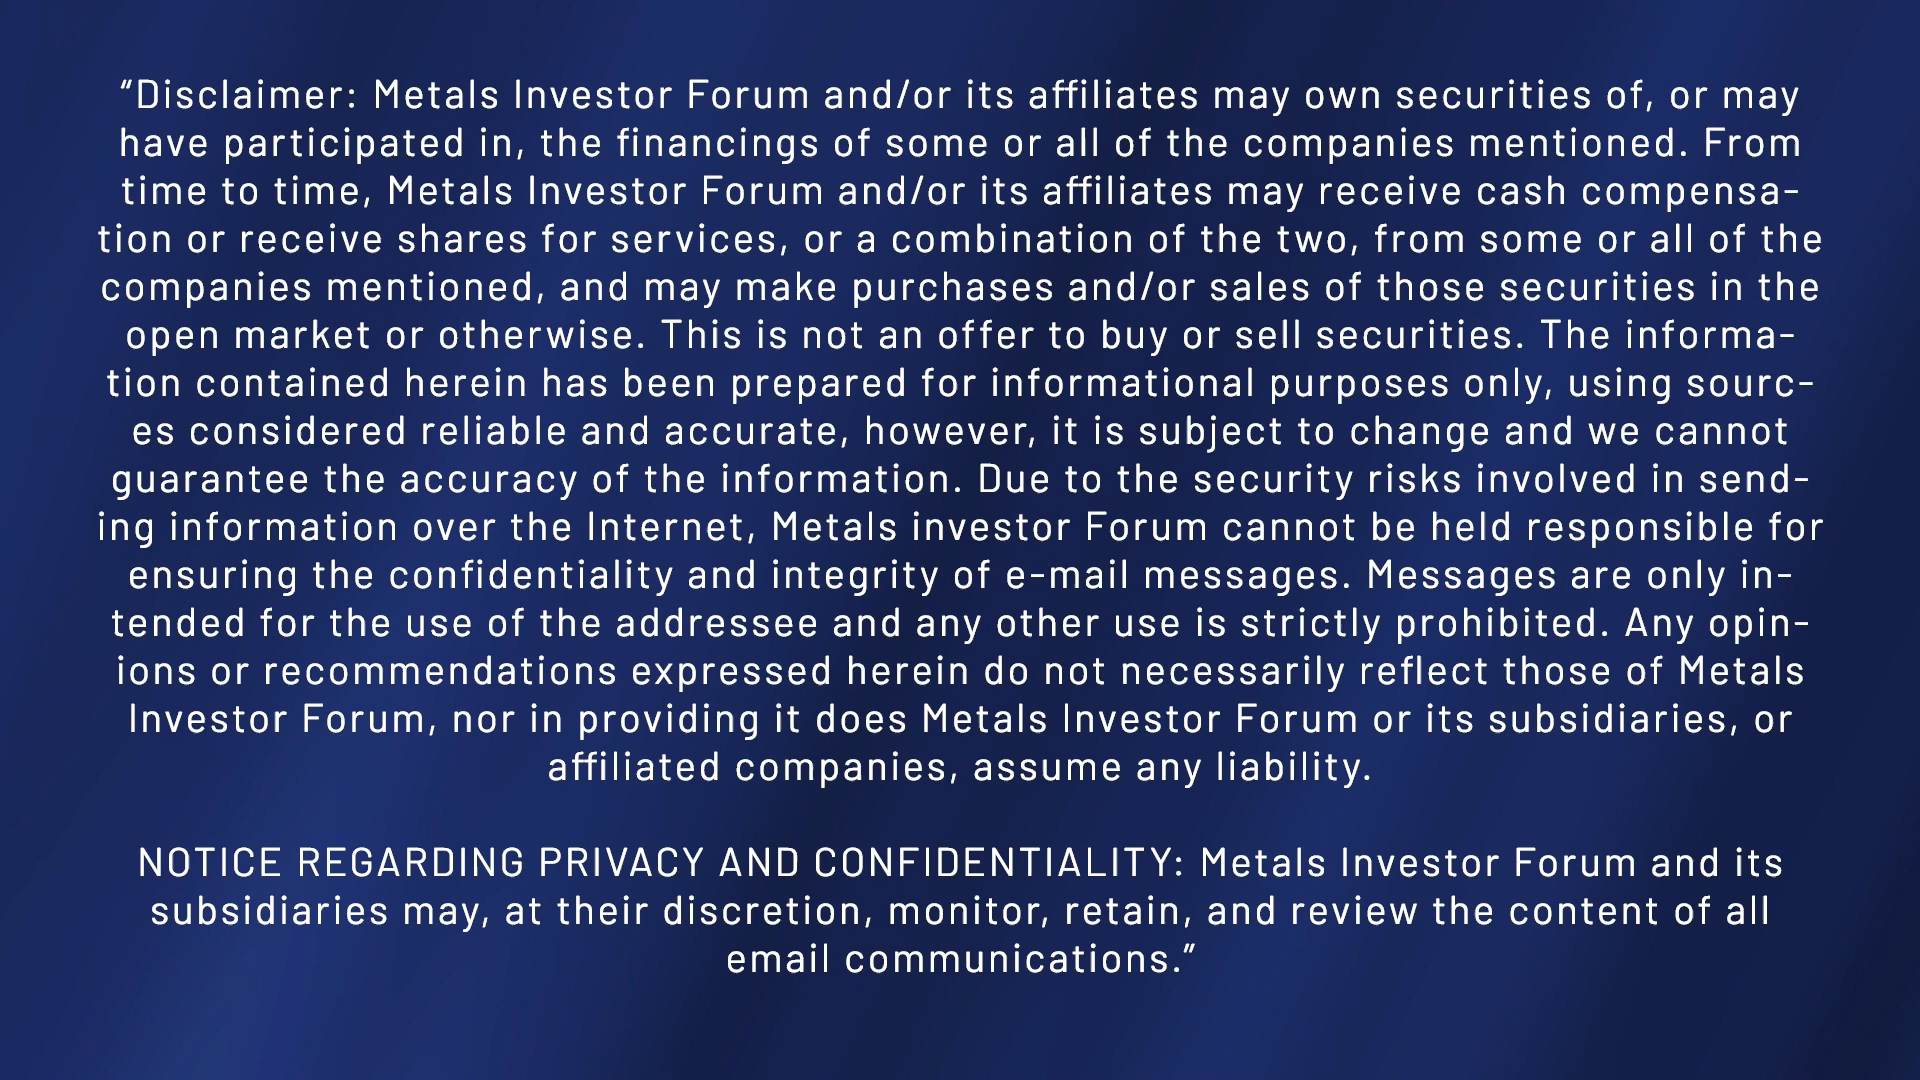 “Disclaimer: Metals Investor Forum and/or its affiliates may own securities of, or may
have participated in, the financings of some or all of the companies mentioned. From
time to time, Metals Investor Forum and/or its affiliates may receive cash compensa-
tion or receive shares for services, or a combination of the two, from some or all of the
companies mentioned, and may make purchases and/or sales of those securities in the
open market or otherwise. This is not an offer to buy or sell securities. The informa-
tion contained herein has been prepared for informational purposes only, using sourc-
es considered reliable and accurate, however, it is subject to change and we cannot
guarantee the accuracy of the information. Due to the security risks involved in send-
ing information over the Internet, Metals investor Forum cannot be held responsible for
ensuring the confidentiality and integrity of e-mail messages. Messages are only in-
tended for the use of the addressee and any other use is strictly prohibited. Any opin-
ions or recommendations expressed herein do not necessarily reflect those of Metals
Investor Forum, nor in providing it does Metals Investor Forum or its subsidiaries, or
affiliated companies, assume any liability.
NOTICE REGARDING PRIVACY AND CONFIDENTIALITY: Metals Investor Forum and its
subsidiaries may, at their discretion, monitor, retain, and review the content of all
email communications.”